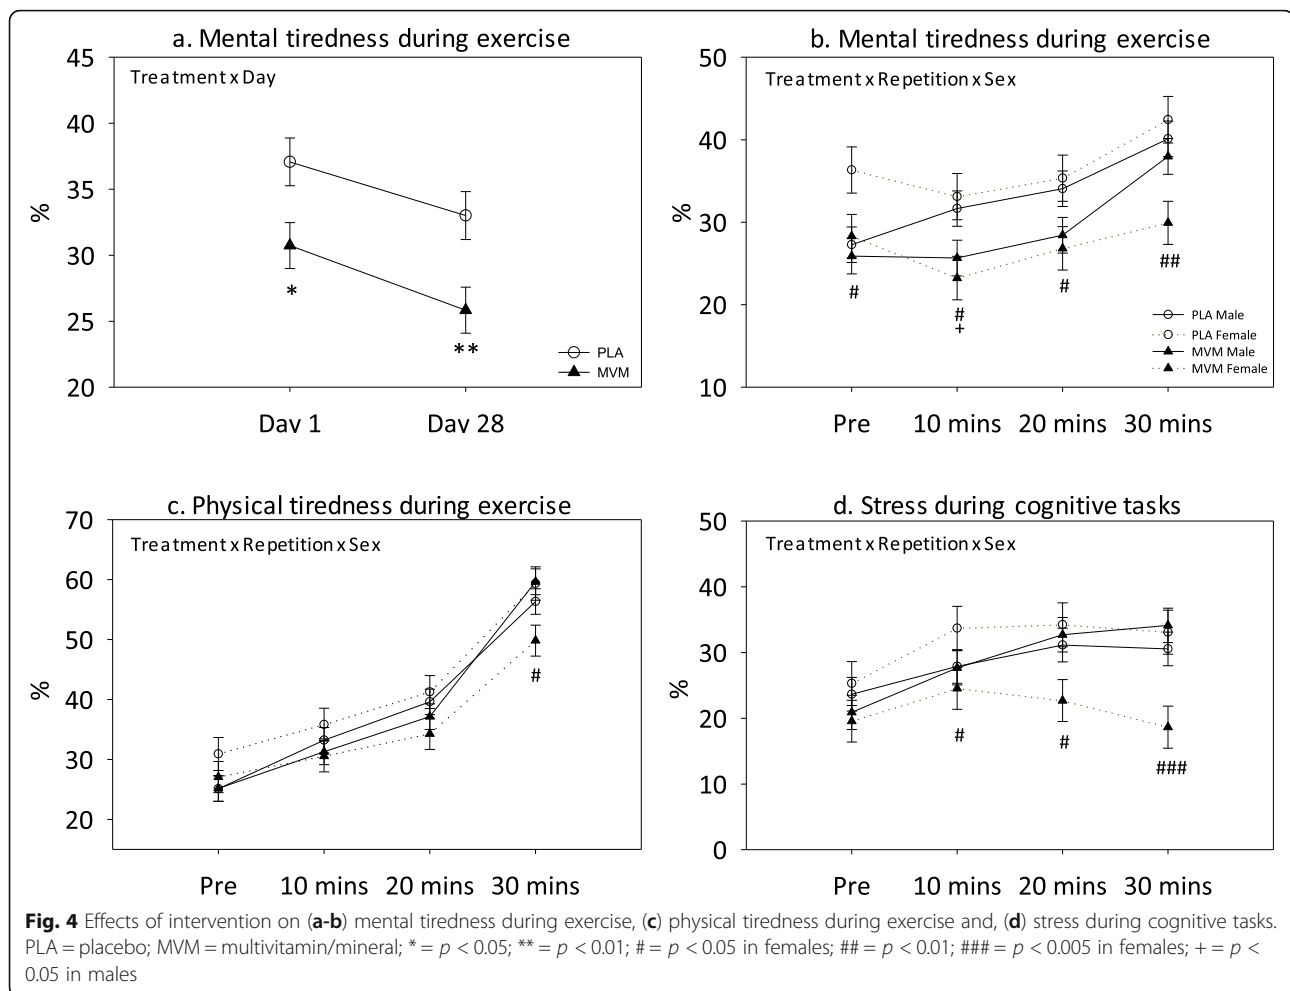 a. Mental tiredness during exercise
45
40
35
30
25
20
%
Treatment x Day
*
**
PLA
MVM
Day 1
Day 28
b. Mental tiredness during exercise
50
40
30
20
10
%
Treatment x Repetition x Sex
#
#
+
#
##
PLA Male
PLA Female
MVM Male
MVM Female
Pre
10 mins
20 mins
30 mins
c. Physical tiredness during exercise
70
60
50
40
30
20
%
Treatment x Repetition x Sex
#
Pre
10 mins
20 mins
30 mins
d. Stress during cognitive tasks
50
40
30
20
10
0
%
Treatment x Repetition x Sex
#
#
###
Pre
10 mins
20 mins
30 mins
Fig. 4 Effects of intervention on (a-b) mental tiredness during exercise, (c) physical tiredness during exercise and, (d) stress during cognitive tasks.
PLA = placebo; MVM = multivitamin/mineral; * = p < 0.05; ** = p < 0.01; # = p < 0.05 in females; ## = p < 0.01; ### = p < 0.005 in females; + = p <
0.05 in males